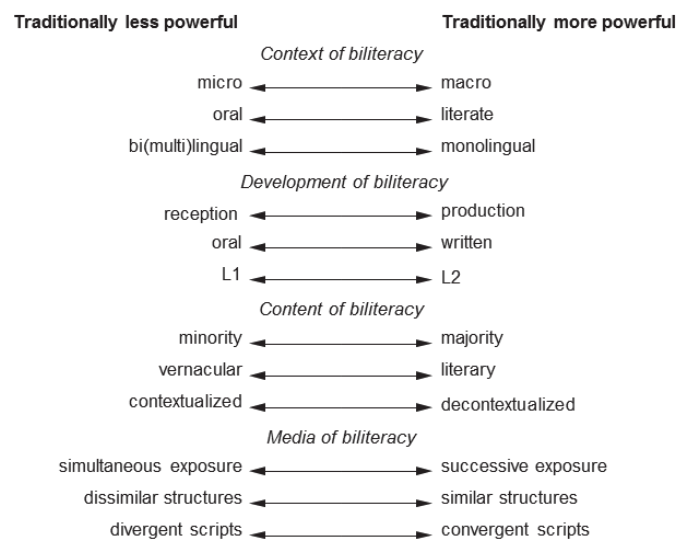 Traditionally less powerful Traditionally more powerful
Context of biliteracy
micro macro
oral literate
bi(multi)lingual monolingual
Development of biliteracy
reception production
oral written
L1 L2
Content of biliteracy
minority majority
vernacular literary
contextualized decontextualized
Media of biliteracy
simultaneous exposure successive exposure
dissimilar structures similar structures
divergent scripts convergent scripts